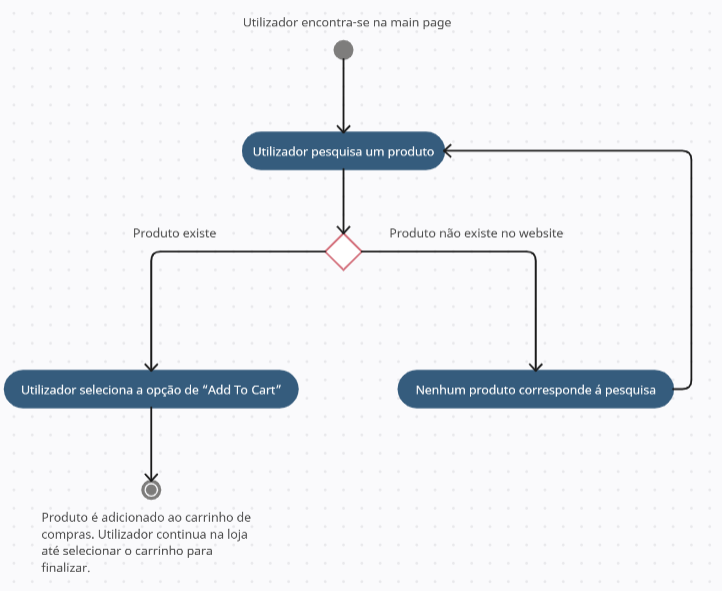 Utilizador encontra-se na main page
Utilizador pesquisa um produto
Produto existe
Produto não existe no website
Utilizador seleciona a opção de “Add To Cart”
Nenhum produto corresponde á pesquisa
Produto é adicionado ao carrinho de
compras. Utilizador continua na loja
até selecionar o carrinho para
finalizar.